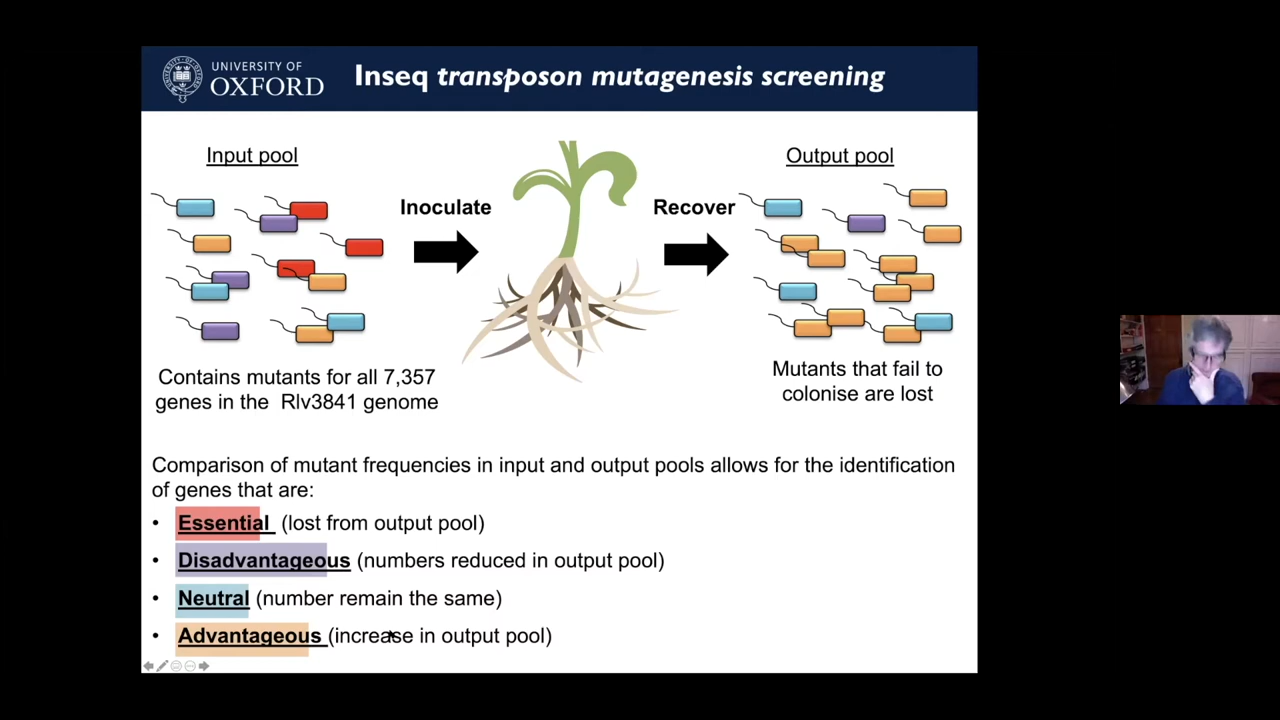 UNIVERSITY OF
OXFORD
Inseq transposon mutagenesis screening
Input pool
Output pool
Inoculate
Recover
Contains mutants for all 7,357
genes in the Rlv3841 genome
Mutants that fail to
colonise are lost
Comparison of mutant frequencies in input and output pools allows for the identification
of genes that are:
• Essential (lost from output pool)
• Disadvantageous (numbers reduced in output pool)
• Neutral (number remain the same)
• Advantageous (increase in output pool)